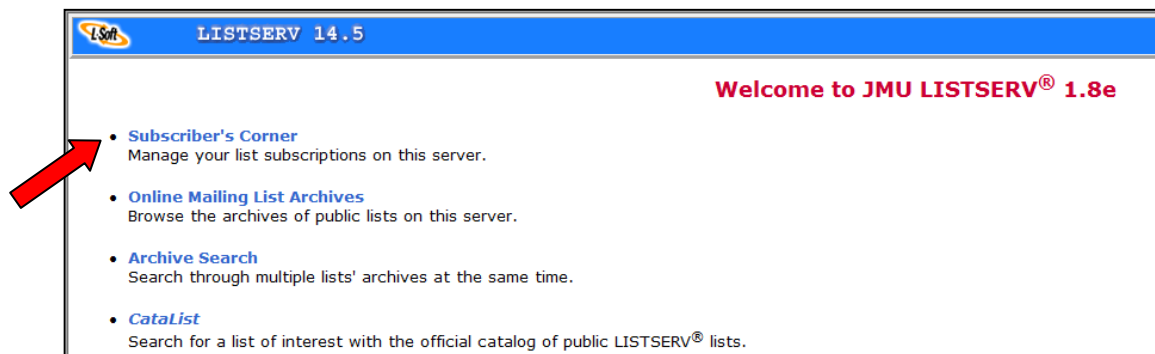 L-Soft LISTSERV 14.5
Welcome to JMU LISTSERV® 1.8e
• Subscriber's Corner
Manage your list subscriptions on this server.
• Online Mailing List Archives
Browse the archives of public lists on this server.
• Archive Search
Search through multiple lists' archives at the same time.
• CataList
Search for a list of interest with the official catalog of public LISTSERV® lists.